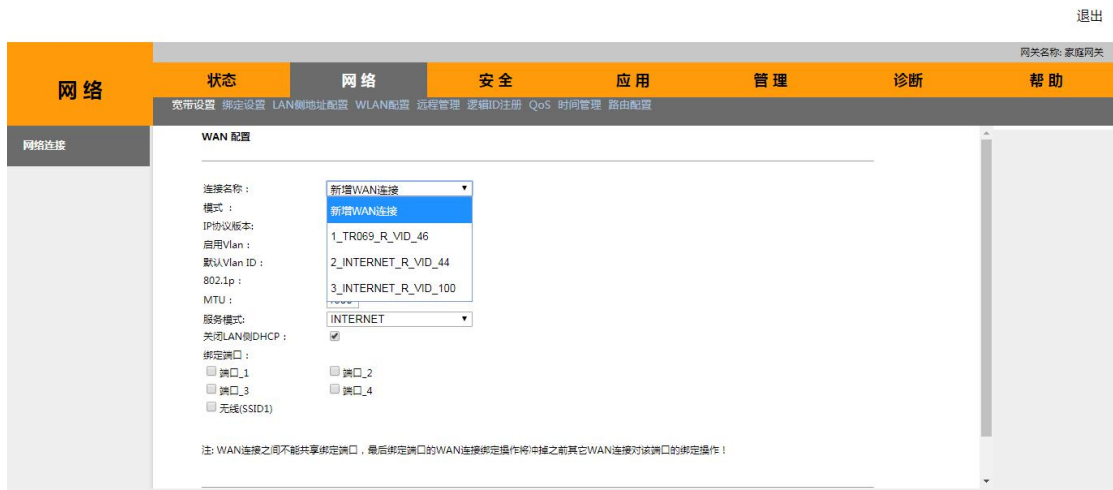 退出
网关名称: 家庭网关
网络
状态 网络 安全 应用 管理 诊断 帮助
宽带设置 绑定设置 LAN侧地址配置 WLAN配置 远程管理 逻辑ID注册 QoS 时间管理 路由配置
网络连接
WAN 配置
连接名称： 新增WAN连接
模式 ： 新增WAN连接
IP协议版本:
1_TR069_R_VID_46
启用Vlan：
默认Vlan ID： 2_INTERNET_R_VID_44
802.1p：
3_INTERNET_R_VID_100
MTU：
服务模式: INTERNET
关闭LAN侧DHCP：
绑定端口：
端口_1 端口_2
端口_3 端口_4
无线(SSID1)
注: WAN连接之间不能共享绑定端口，最后绑定端口的WAN连接绑定操作将冲掉之前其它WAN连接对该端口的绑定操作！